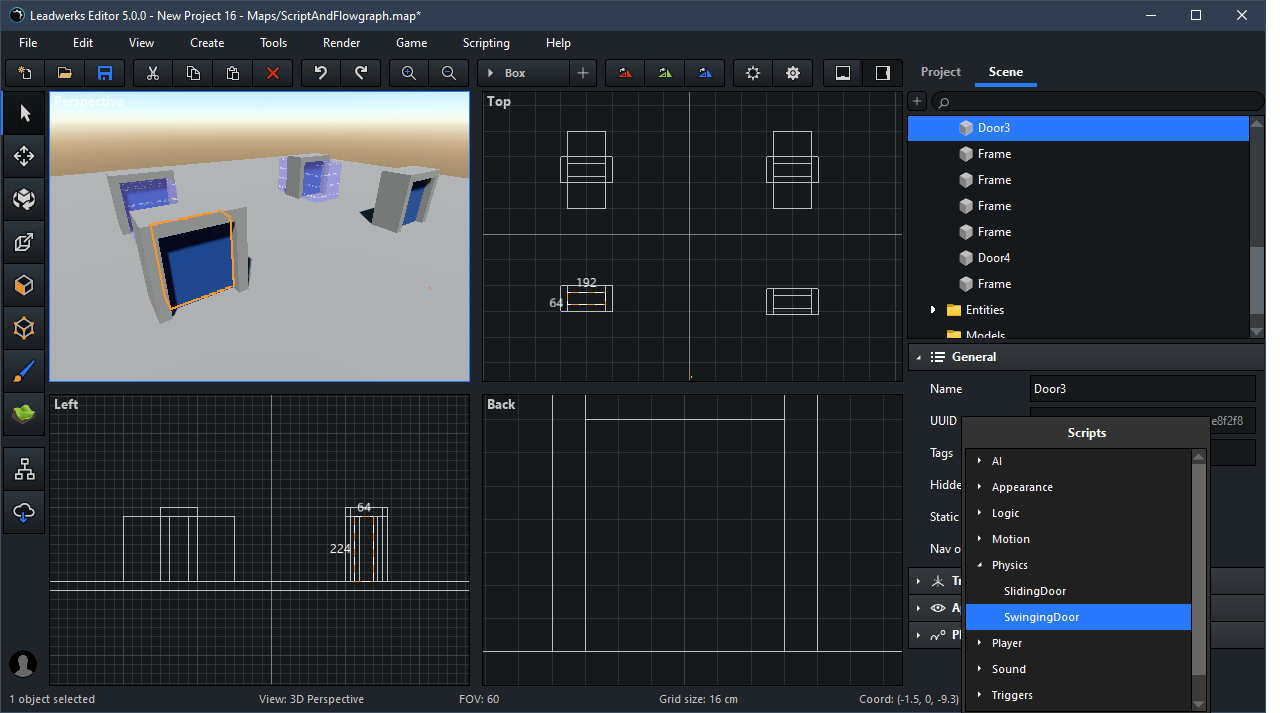 Leadwerks Editor 5.0.0 - New Project 16 - Maps/ScriptAndFlowgraph.map*
File Edit View Create Tools Render Game Scripting Help
Box
Project Scene
Perspective
Top
192
64
Left
64
224
Back
Door3
Frame
Frame
Frame
Frame
Door4
Frame
Entities
Models
General
Name Door3
UUID e8f2f8
Tags
Hidde
Static
Nav o
Scripts
AI
Appearance
Logic
Motion
Physics
SlidingDoor
SwingingDoor
Player
Sound
Triggers
1 object selected View: 3D Perspective FOV: 60 Grid size: 16 cm Coord: (-1.5, 0, -9.3)